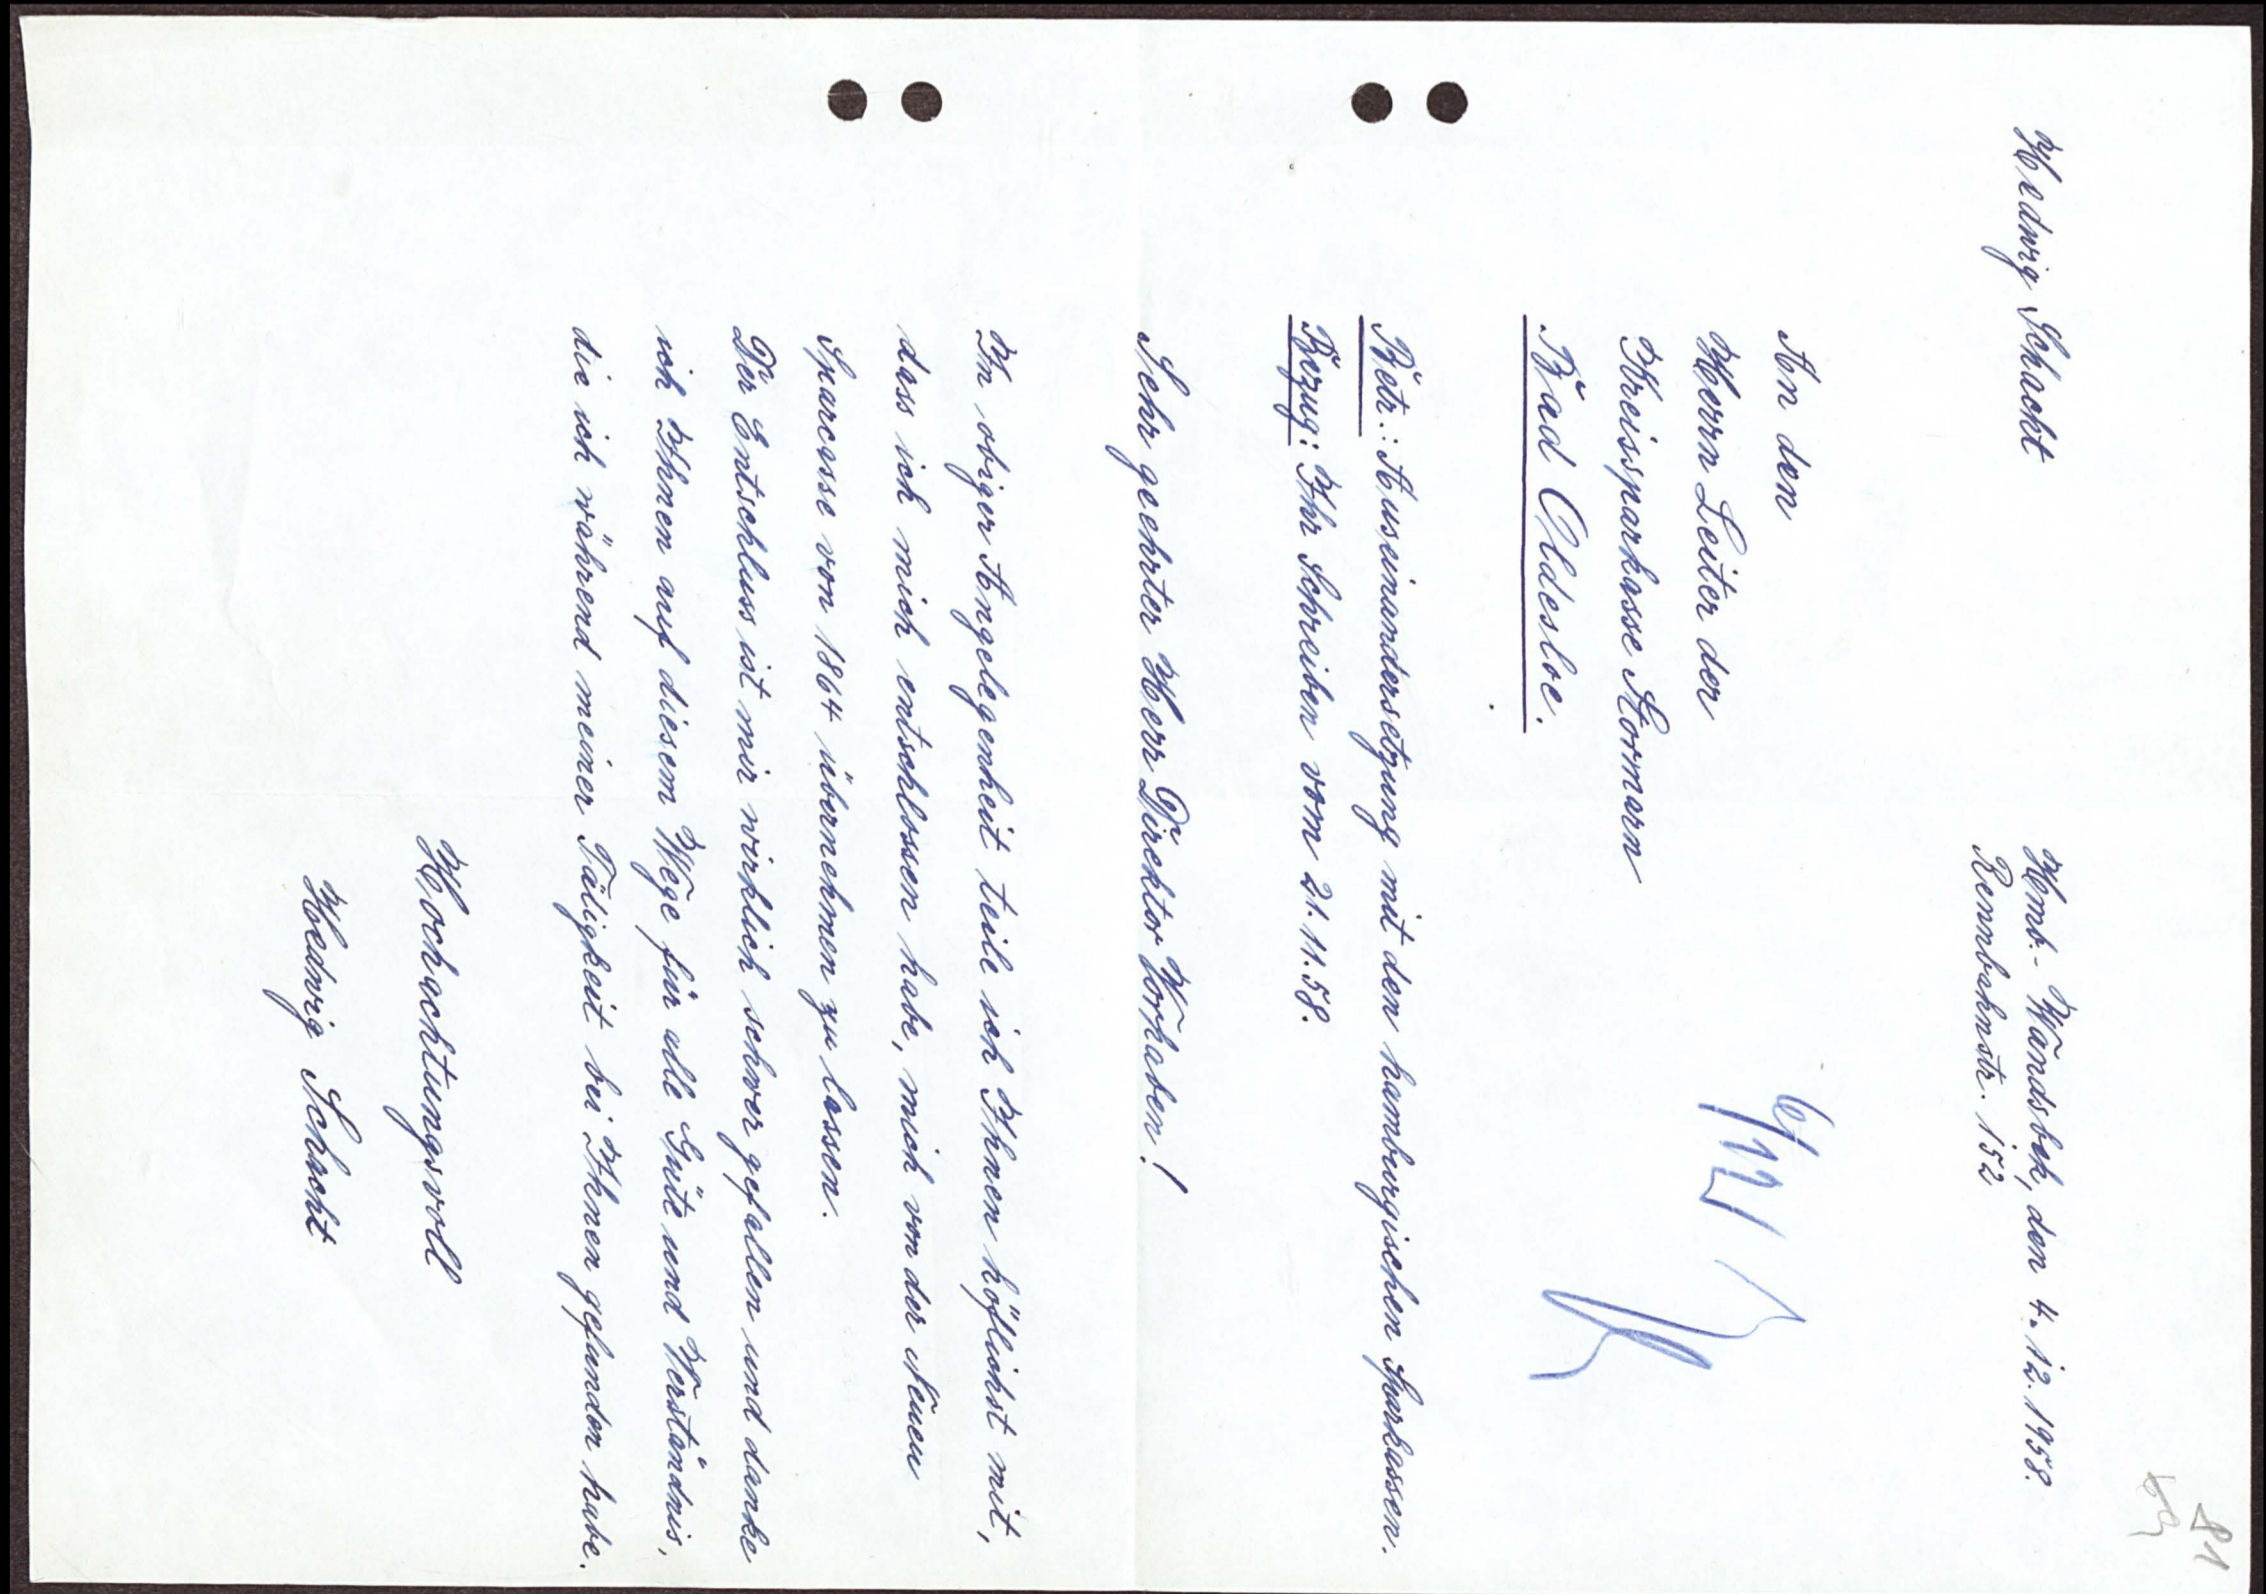 81
Hedwig Schacht
Hmb.-Wandsbek, den 4.12.1958.
Rennbahnstr. 152
An den
Herrn Leiter der
Kreissparkasse Stormarn
Bad Oldesloe.
6/12/
Betr.: Auseinandersetzung mit den hamburgischen Sparkassen.
Bezug: Ihr Schreiben vom 21.11.58.
Sehr geehrter Herr Direktor Vorhaben!
In obiger Angelegenheit teile ich Ihnen höflichst mit,
dass ich mich entschlossen habe, mich von der Neuen
Sparcasse von 1864 übernehmen zu lassen.
Der Entschluss ist mir wirklich schwer gefallen und danke
ich Ihnen auf diesem Wege für alle Güte und Verständnis,
die ich während meiner Tätigkeit bei Ihnen gefunden habe.
Hochachtungsvoll
Hedwig Schacht